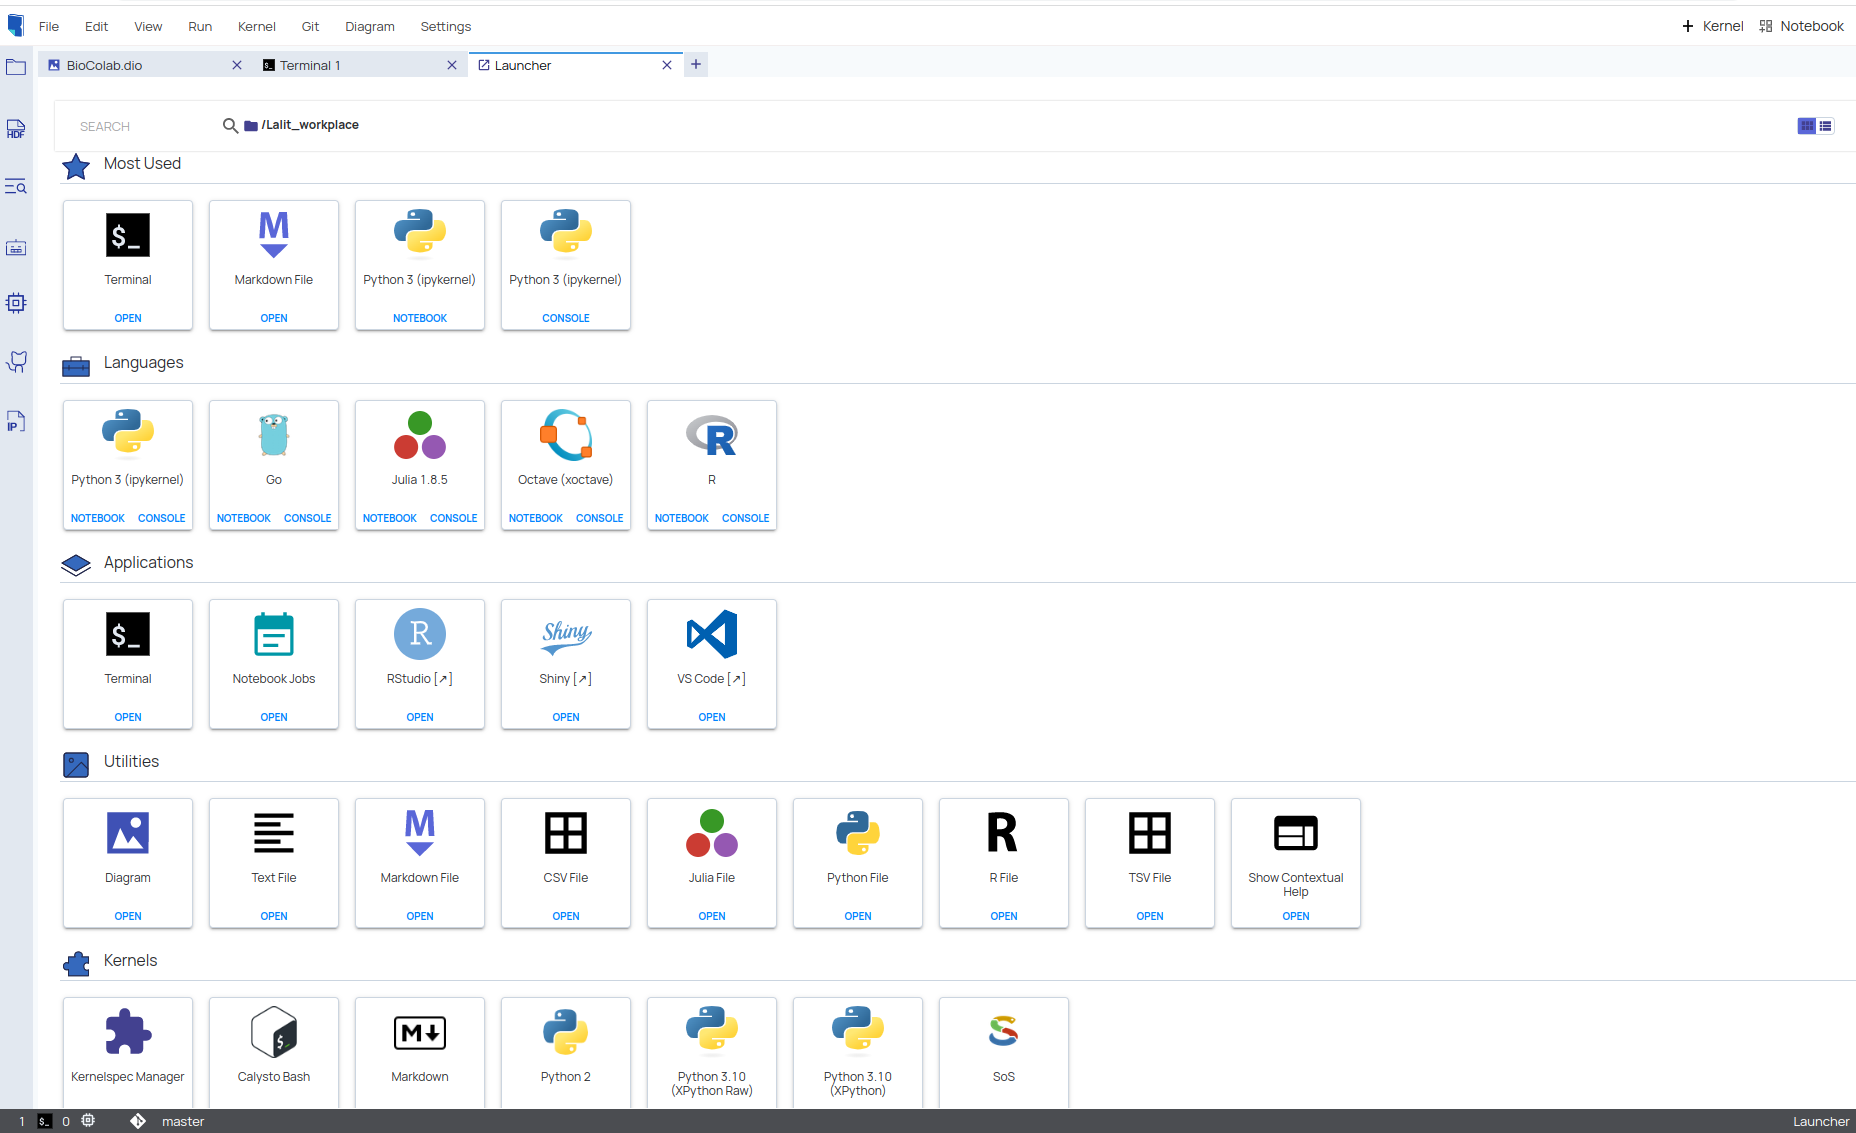 File Edit View Run Kernel Git Diagram Settings + Kernel Notebook
BioColab.dio Terminal 1 Launcher
SEARCH /Lalit_workplace
HDF
IP
Most Used
$_ M
Terminal Markdown File Python 3 (ipykernel) Python 3 (ipykernel)
OPEN OPEN NOTEBOOK CONSOLE
Languages
R
Python 3 (ipykernel) Go Julia 1.8.5 Octave (xoctave) R
NOTEBOOK CONSOLE NOTEBOOK CONSOLE NOTEBOOK CONSOLE NOTEBOOK CONSOLE NOTEBOOK CONSOLE
Applications
$_ R Shiny
Terminal Notebook Jobs RStudio [↗] Shiny [↗] VS Code [↗]
OPEN OPEN OPEN OPEN OPEN
Utilities
M R
Diagram Text File Markdown File CSV File Julia File Python File R File TSV File Show Contextual
Help
OPEN OPEN OPEN OPEN OPEN OPEN OPEN OPEN OPEN
Kernels
$_ M S
Kernelspec Manager Calysto Bash Markdown Python 2 Python 3.10 Python 3.10 SoS
(XPython Raw) (XPython)
1 $_ 0 master Launcher